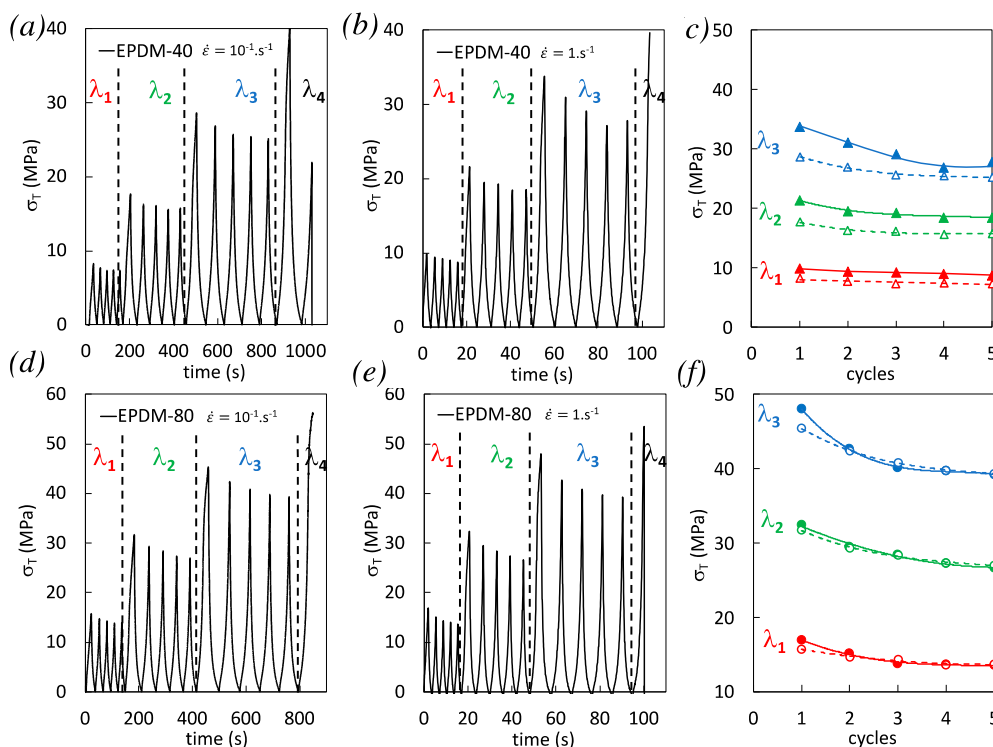 (a)
40
30
20
10
0
σT (MPa)
EPDM-40 ε̇ = 10⁻¹.s⁻¹
λ1 λ2 λ3 λ4
0 200 400 600 800 1000
time (s)
(b)
40
30
20
10
0
σT (MPa)
EPDM-40 ε̇ = 1.s⁻¹
λ1 λ2 λ3 λ4
0 20 40 60 80 100
time (s)
c)
50
40
30
20
10
0
σT (MPa)
λ3
λ2
λ1
0 1 2 3 4 5
cycles
(d)
60
50
40
30
20
10
0
σT (MPa)
EPDM-80 ε̇ = 10⁻¹.s⁻¹
λ1 λ2 λ3 λ4
0 200 400 600 800
time (s)
(e)
60
50
40
30
20
10
0
σT (MPa)
EPDM-80 ε̇ = 1.s⁻¹
λ1 λ2 λ3 λ4
0 20 40 60 80 100
time (s)
(f)
50
40
30
20
10
σT (MPa)
λ3
λ2
λ1
0 1 2 3 4 5
cycles